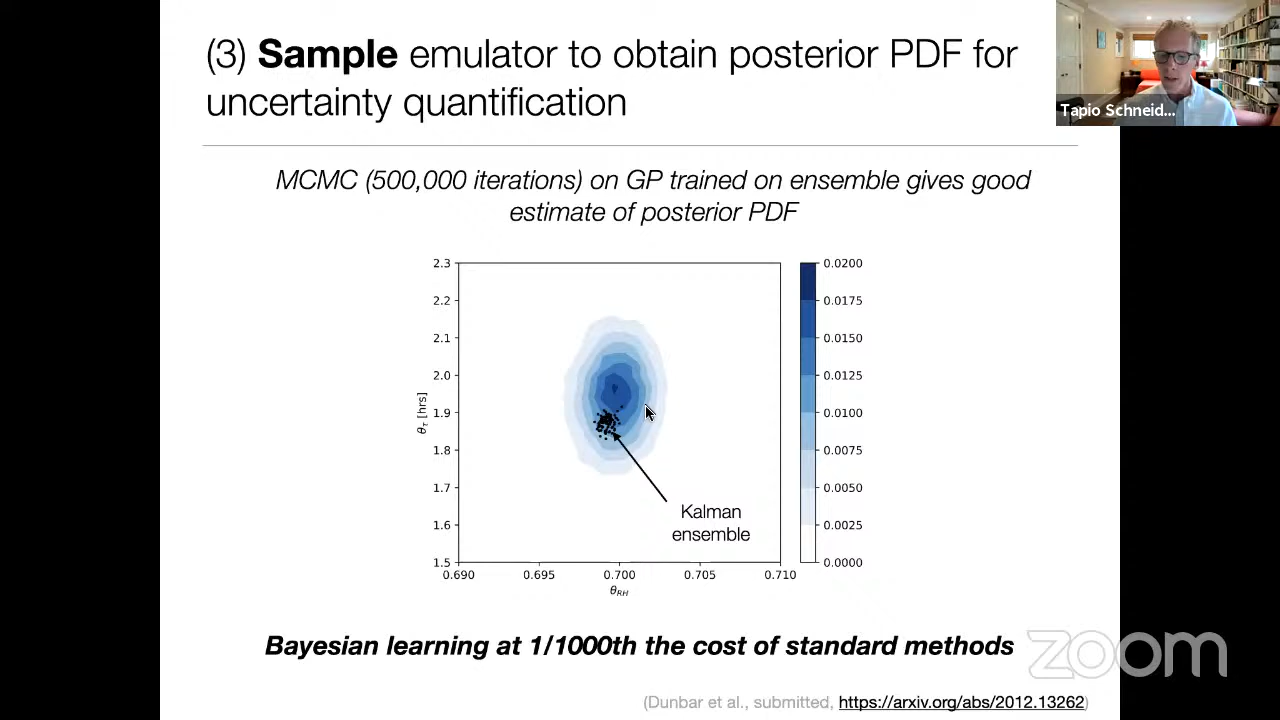 (3) Sample emulator to obtain posterior PDF for
uncertainty quantification
Tapio Schneid...
MCMC (500,000 iterations) on GP trained on ensemble gives good
estimate of posterior PDF
2.3
2.2
2.1
2.0
1.9
1.8
1.7
1.6
1.5
θτ [hrs]
0.690
0.695
0.700
0.705
0.710
θRH
Kalman
ensemble
0.0200
0.0175
0.0150
0.0125
0.0100
0.0075
0.0050
0.0025
0.0000
Bayesian learning at 1/1000th the cost of standard methods
zoom
(Dunbar et al., submitted, https://arxiv.org/abs/2012.13262)